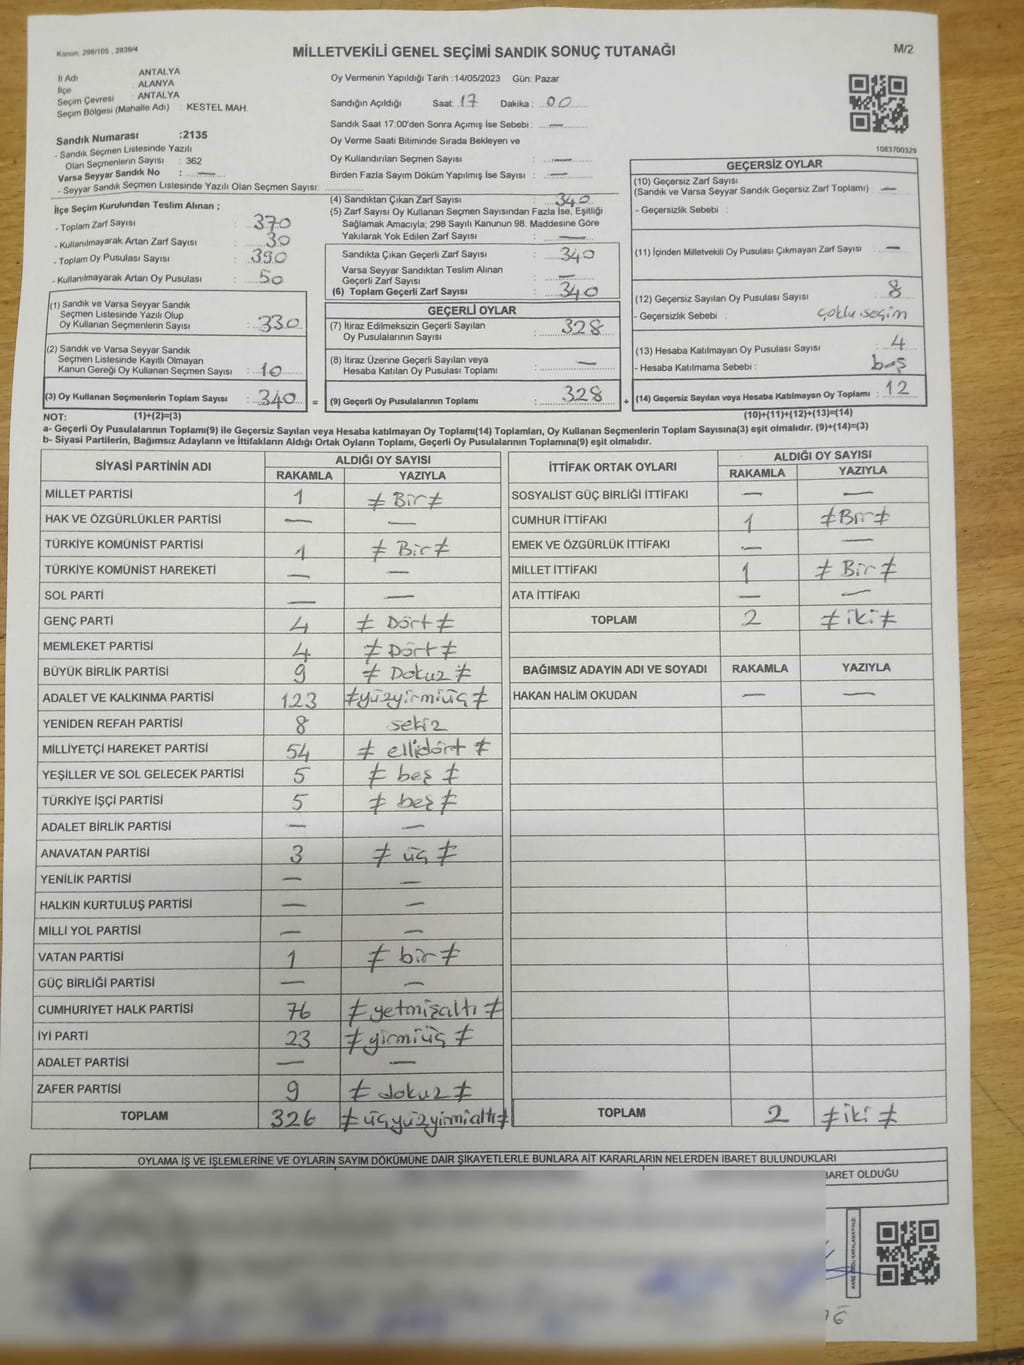 Kanun, 298/105 , 2839/4
MİLLETVEKİLİ GENEL SEÇİMİ SANDIK SONUÇ TUTANAĞI
M/2
İl Adı ANTALYA
İlçe ALANYA
Seçim Çevresi : ANTALYA
Seçim Bölgesi (Mahalle Adı) : KESTEL MAH.
Oy Vermenin Yapıldığı Tarih :14/05/2023 Gün: Pazar
Sandığın Açıldığı Saat: 17 Dakika : 00
Sandık Saat 17:00'den Sonra Açımış İse Sebebi : —
Oy Verme Saati Bitiminde Sırada Bekleyen ve
Oy Kullandırılan Seçmen Sayısı : —
Birden Fazla Sayım Döküm Yapılmış İse Sayısı : —
1083700329
Sandık Numarası :2135
- Sandık Seçmen Listesinde Yazılı
Olan Seçmenlerin Sayısı : 362
Varsa Seyyar Sandık No : —
- Seyyar Sandık Seçmen Listesinde Yazılı Olan Seçmen Sayısı:
İlçe Seçim Kurulundan Teslim Alınan ;
- Toplam Zarf Sayısı : 370
- Kullanılmayarak Artan Zarf Sayısı : 30
- Toplam Oy Pusulası Sayısı : 390
- Kullanılmayarak Artan Oy Pusulası : 50
(1) Sandık ve Varsa Seyyar Sandık
Seçmen Listesinde Yazılı Olup
Oy Kullanan Seçmenlerin Sayısı : 330
(2) Sandık ve Varsa Seyyar Sandık
Seçmen Listesinde Kayıtlı Olmayan
Kanun Gereği Oy Kullanan Seçmen Sayısı : 10
(3) Oy Kullanan Seçmenlerin Toplam Sayısı : 340 =
(4) Sandıktan Çıkan Zarf Sayısı : 340
(5) Zarf Sayısı Oy Kullanan Seçmen Sayısından Fazla İse, Eşitliği
Sağlamak Amacıyla; 298 Sayılı Kanunun 98. Maddesine Göre
Yakılarak Yok Edilen Zarf Sayısı : —
Sandıkta Çıkan Geçerli Zarf Sayısı : 340
Varsa Seyyar Sandıktan Teslim Alınan
Geçerli Zarf Sayısı : —
(6) Toplam Geçerli Zarf Sayısı : 340
GEÇERLİ OYLAR
(7) İtiraz Edilmeksizin Geçerli Sayılan
Oy Pusulalarının Sayısı : 328
(8) İtiraz Üzerine Geçerli Sayılan veya
Hesaba Katılan Oy Pusulası Toplamı : —
(9) Geçerli Oy Pusulalarının Toplamı : 328 +
GEÇERSİZ OYLAR
(10) Geçersiz Zarf Sayısı
(Sandık ve Varsa Seyyar Sandık Geçersiz Zarf Toplamı) : —
- Geçersizlik Sebebi :
(11) İçinden Milletvekili Oy Pusulası Çıkmayan Zarf Sayısı : —
(12) Geçersiz Sayılan Oy Pusulası Sayısı : 8
- Geçersizlik Sebebi : çoklu seçim
(13) Hesaba Katılmayan Oy Pusulası Sayısı : 4
- Hesaba Katılmama Sebebi : boş
(14) Geçersiz Sayılan veya Hesaba Katılmayan Oy Toplamı : 12
NOT: (1)+(2)=(3) (10)+(11)+(12)+(13)=(14)
a- Geçerli Oy Pusulalarının Toplamı(9) ile Geçersiz Sayılan veya Hesaba katılmayan Oy Toplamı(14) Toplamları, Oy Kullanan Seçmenlerin Toplam Sayısına(3) eşit olmalıdır. (9)+(14)=(3)
b- Siyasi Partilerin, Bağımsız Adayların ve İttifakların Aldığı Ortak Oyların Toplamı, Geçerli Oy Pusulalarının Toplamına(9) eşit olmalıdır.
SİYASİ PARTİNİN ADI ALDIĞI OY SAYISI
RAKAMLA YAZIYLA
MİLLET PARTİSİ 1 ≠ Bir ≠
HAK VE ÖZGÜRLÜKLER PARTİSİ — —
TÜRKİYE KOMÜNİST PARTİSİ 1 ≠ Bir ≠
TÜRKİYE KOMÜNİST HAREKETİ — —
SOL PARTİ — —
GENÇ PARTİ 4 ≠ Dört ≠
MEMLEKET PARTİSİ 4 ≠ Dört ≠
BÜYÜK BİRLİK PARTİSİ 9 ≠ Dokuz ≠
ADALET VE KALKINMA PARTİSİ 123 ≠ yüzyirmiüç ≠
YENİDEN REFAH PARTİSİ 8 sekiz
MİLLİYETÇİ HAREKET PARTİSİ 54 ≠ ellidört ≠
YEŞİLLER VE SOL GELECEK PARTİSİ 5 ≠ beş ≠
TÜRKİYE İŞÇİ PARTİSİ 5 ≠ beş ≠
ADALET BİRLİK PARTİSİ — —
ANAVATAN PARTİSİ 3 ≠ üç ≠
YENİLİK PARTİSİ — —
HALKIN KURTULUŞ PARTİSİ — —
MİLLİ YOL PARTİSİ — —
VATAN PARTİSİ 1 ≠ bir ≠
GÜÇ BİRLİĞİ PARTİSİ — —
CUMHURİYET HALK PARTİSİ 76 ≠ yetmişaltı ≠
İYİ PARTİ 23 ≠ yirmiüç ≠
ADALET PARTİSİ — —
ZAFER PARTİSİ 9 ≠ dokuz ≠
TOPLAM 326 ≠ üçyüzyirmialtı ≠
İTTİFAK ORTAK OYLARI ALDIĞI OY SAYISI
RAKAMLA YAZIYLA
SOSYALİST GÜÇ BİRLİĞİ İTTİFAKI — —
CUMHUR İTTİFAKI 1 ≠ Bir ≠
EMEK VE ÖZGÜRLÜK İTTİFAKI — —
MİLLET İTTİFAKI 1 ≠ Bir ≠
ATA İTTİFAKI — —
TOPLAM 2 ≠ iki ≠
BAĞIMSIZ ADAYIN ADI VE SOYADI RAKAMLA YAZIYLA
HAKAN HALİM OKUDAN — —
TOPLAM 2 ≠ iki ≠
OYLAMA İŞ VE İŞLEMLERİNE VE OYLARIN SAYIM DÖKÜMÜNE DAİR ŞİKAYETLERLE BUNLARA AİT KARARLARIN NELERDEN İBARET BULUNDUKLARI
BARET OLDUĞU